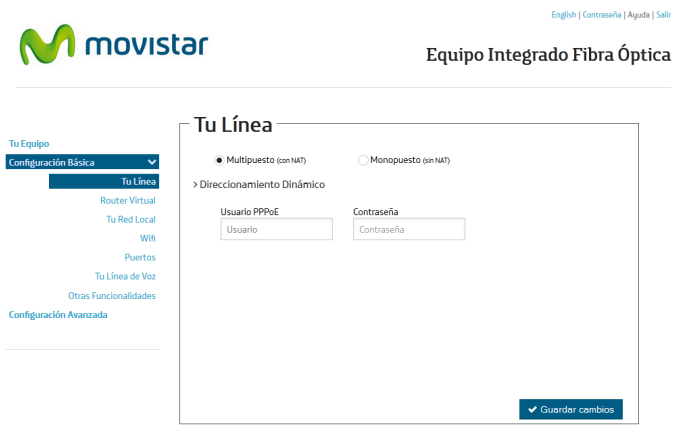 English | Contraseña | Ayuda | Salir
movistar
Equipo Integrado Fibra Óptica
Tu Equipo
Configuración Básica
Tu Línea
Router Virtual
Tu Red Local
Wifi
Puertos
Tu Línea de Voz
Otras Funcionalidades
Configuración Avanzada
Tu Línea
Multipuesto (con NAT)
Monopuesto (sin NAT)
> Direccionamiento Dinámico
Usuario PPPoE
Contraseña
Usuario
Contraseña
Guardar cambios